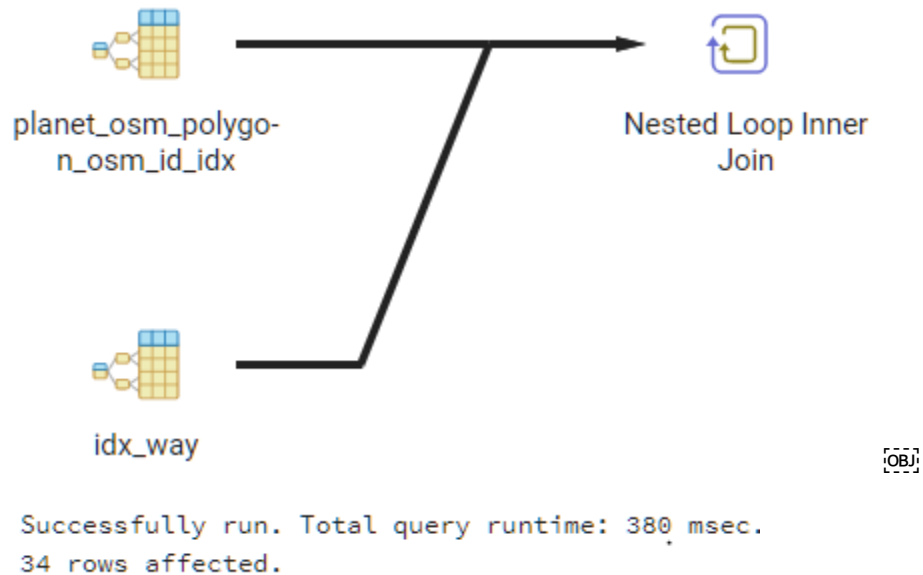 planet_osm_polygo-
n_osm_id_idx
Nested Loop Inner
Join
idx_way
OBJ
Successfully run. Total query runtime: 380 msec.
34 rows affected.